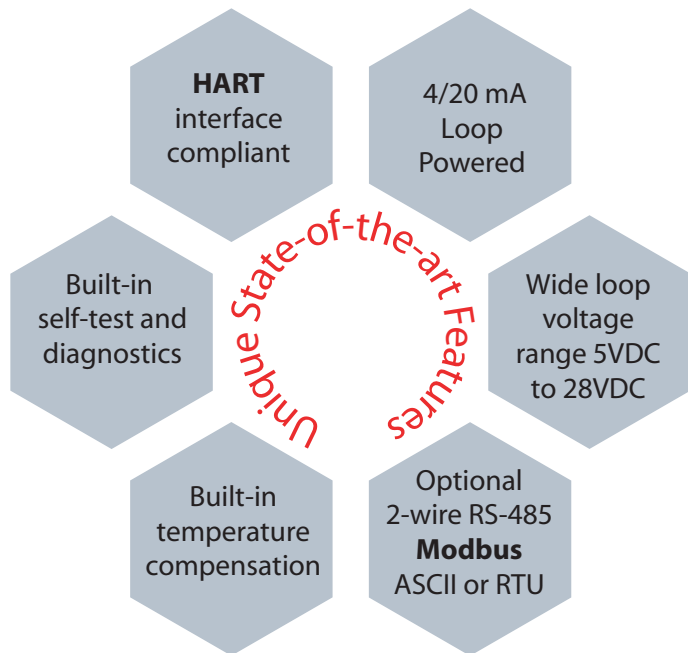 HART
interface
compliant
4/20 mA
Loop
Powered
Built-in
self-test and
diagnostics
Unique State-of-the-art Features
Wide loop
voltage
range 5VDC
to 28VDC
Built-in
temperature
compensation
Optional
2-wire RS-485
Modbus
ASCII or RTU